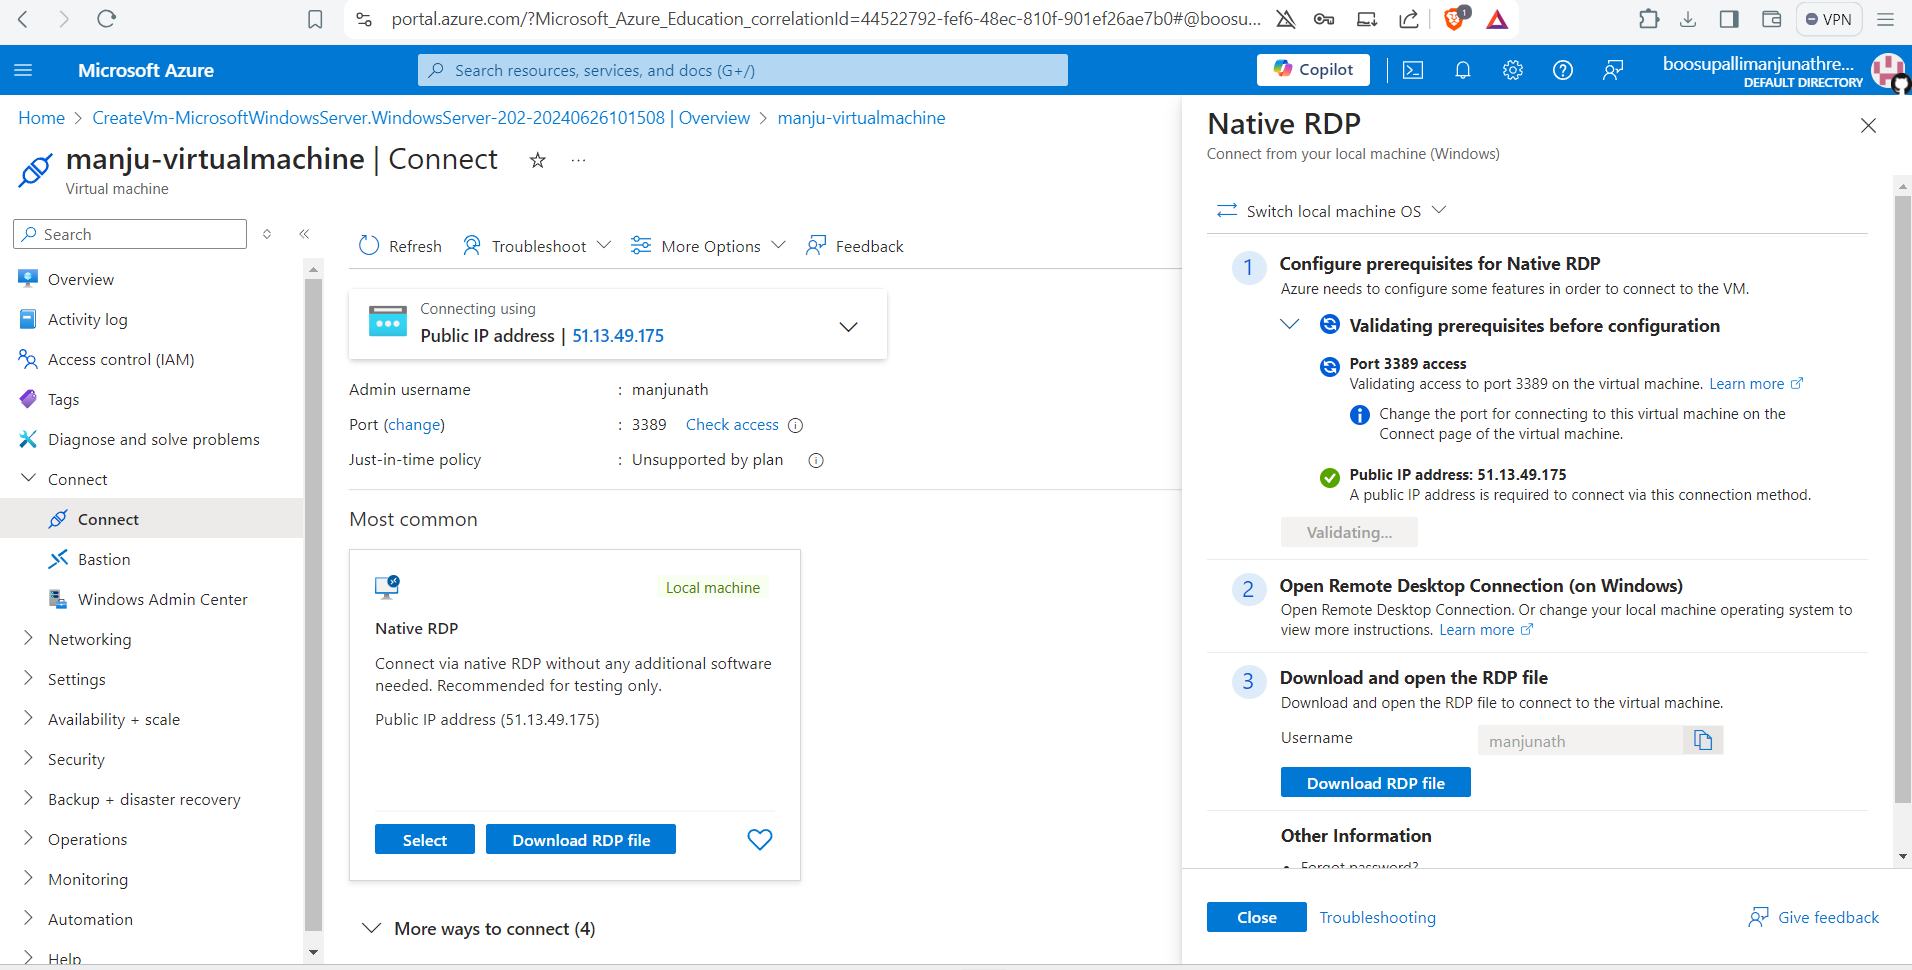 portal.azure.com/?Microsoft_Azure_Education_correlationId=44522792-fef6-48ec-810f-901ef26ae7b0#@boosu...
1
VPN
Microsoft Azure
Search resources, services, and docs (G+/)
Copilot
boosupallimanjunathre...
DEFAULT DIRECTORY
Home > CreateVm-MicrosoftWindowsServer.WindowsServer-202-20240626101508 | Overview > manju-virtualmachine
manju-virtualmachine | Connect
Virtual machine
Search
Overview
Activity log
Access control (IAM)
Tags
Diagnose and solve problems
Connect
Connect
Bastion
Windows Admin Center
Networking
Settings
Availability + scale
Security
Backup + disaster recovery
Operations
Monitoring
Automation
Help
Refresh
Troubleshoot
More Options
Feedback
Connecting using
Public IP address | 51.13.49.175
Admin username : manjunath
Port (change) : 3389 Check access
Just-in-time policy : Unsupported by plan
Most common
Local machine
Native RDP
Connect via native RDP without any additional software
needed. Recommended for testing only.
Public IP address (51.13.49.175)
Select
Download RDP file
More ways to connect (4)
Native RDP
Connect from your local machine (Windows)
Switch local machine OS
1
Configure prerequisites for Native RDP
Azure needs to configure some features in order to connect to the VM.
Validating prerequisites before configuration
Port 3389 access
Validating access to port 3389 on the virtual machine. Learn more
Change the port for connecting to this virtual machine on the
Connect page of the virtual machine.
Public IP address: 51.13.49.175
A public IP address is required to connect via this connection method.
Validating...
2
Open Remote Desktop Connection (on Windows)
Open Remote Desktop Connection. Or change your local machine operating system to
view more instructions. Learn more
3
Download and open the RDP file
Download and open the RDP file to connect to the virtual machine.
Username
manjunath
Download RDP file
Other Information
• Forgot password?
Close
Troubleshooting
Give feedback